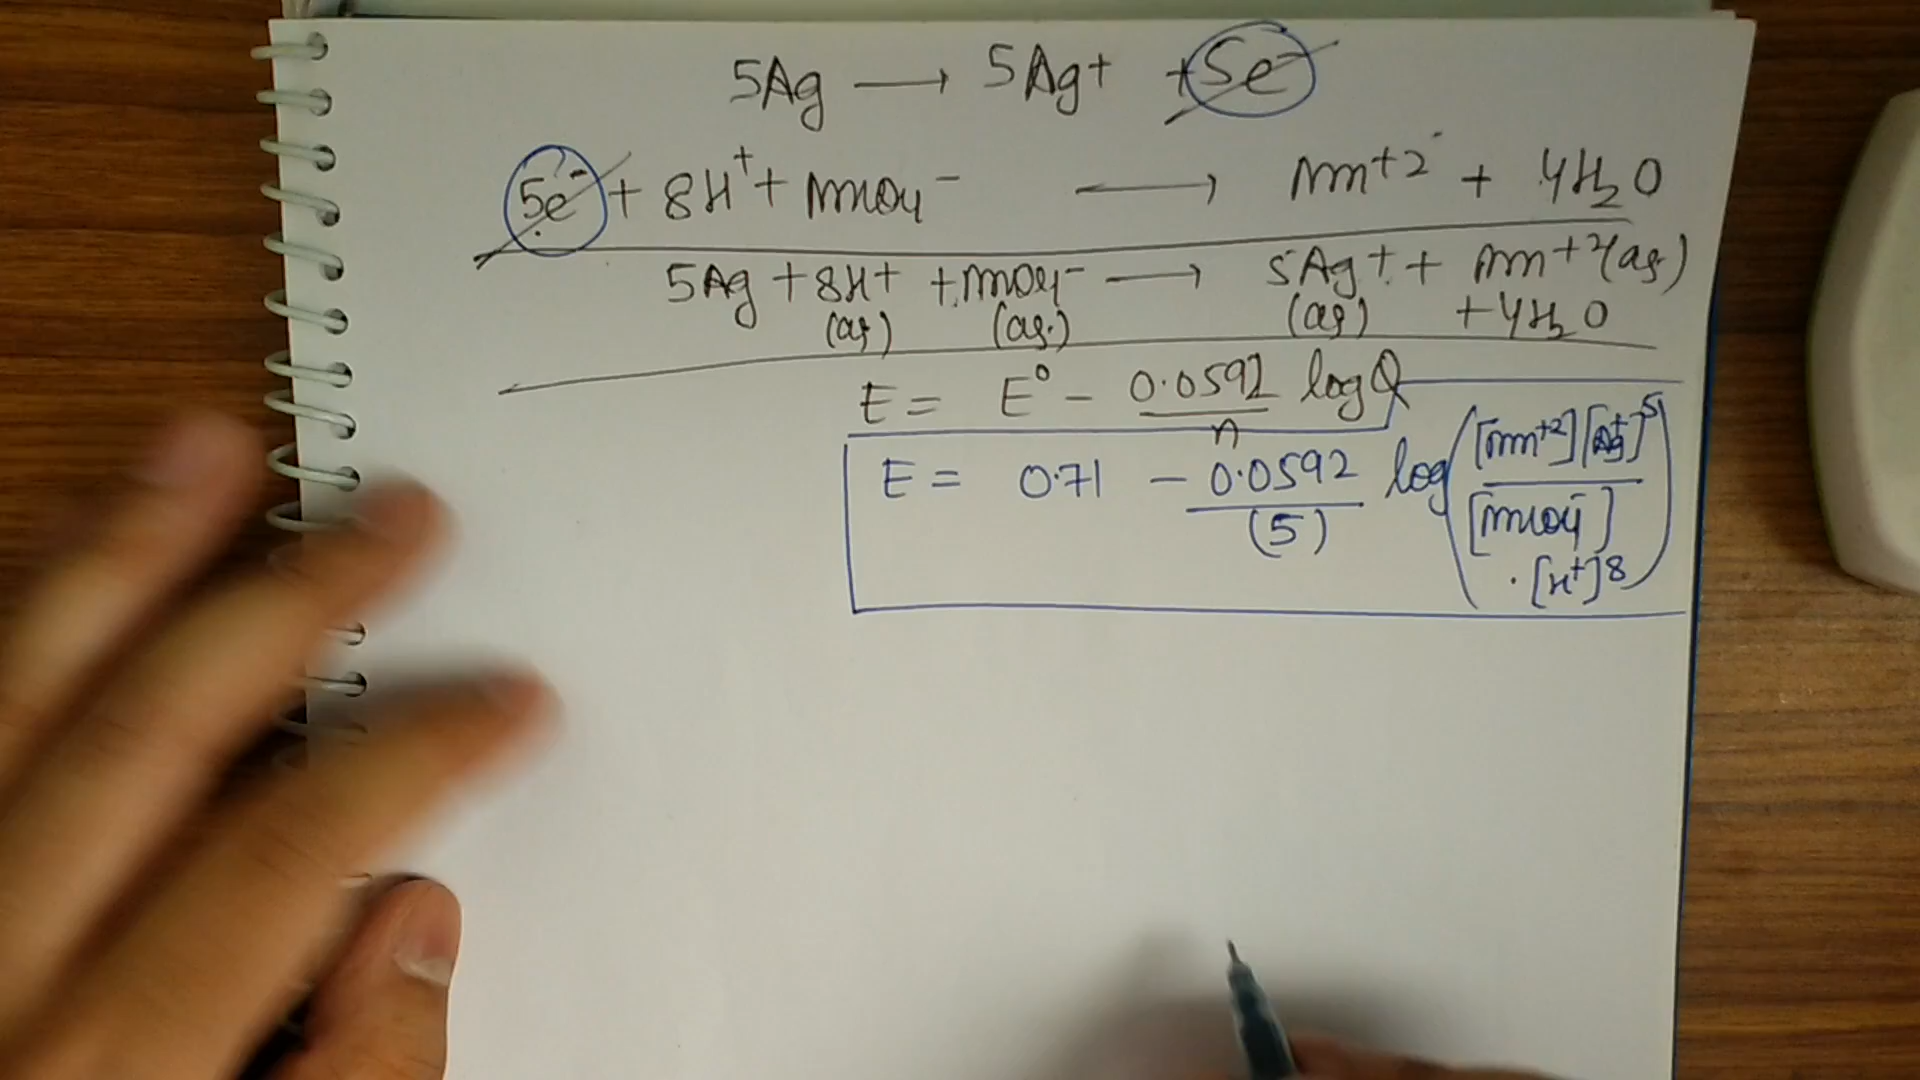 5Ag ⟶ 5Ag+ +5e-
5e- + 8H+ + MnO4- ⟶ Mn+2 + 4H2O
5Ag + 8H+ + MnO4- ⟶ 5Ag+ + Mn+2(aq)
(aq) (aq.) (aq) +4H2O
E = E° - 0.0592/n log Q
E = 0.71 - 0.0592/(5) log([Mn+2][Ag+]^5/[MnO4-].[H+]^8)